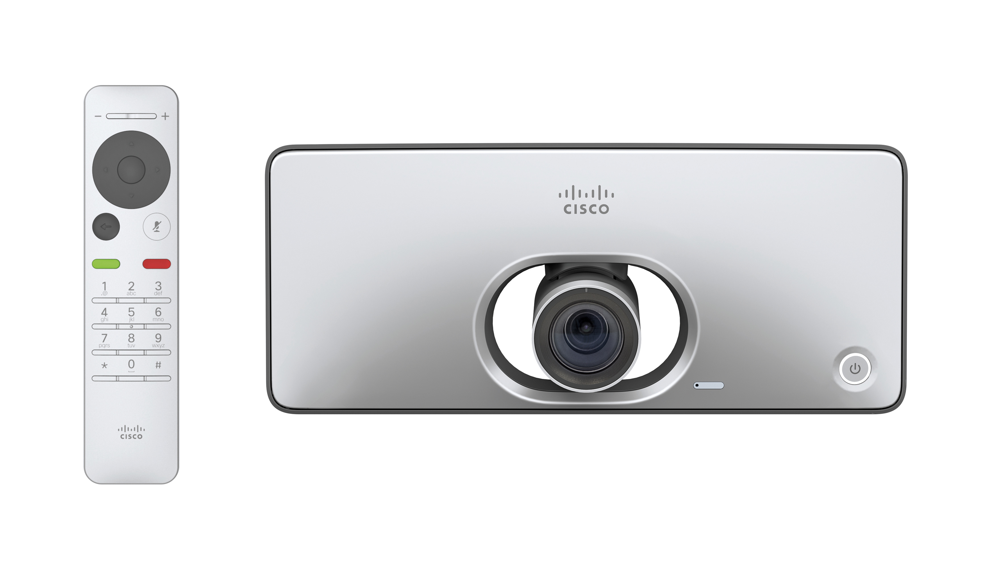 − +
1 2 3
.@ abc def
4 5 6
ghi jkl mno
7 8 9
pqrs tuv wxyz
* 0 #
CISCO
CISCO